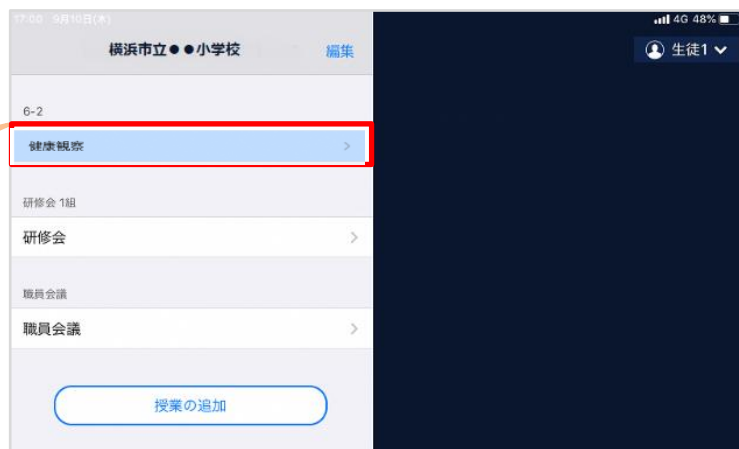 17:00 9月10日(木)
4G 48%
横浜市立●●小学校
編集
生徒1
6-2
健康観察
研修会 1組
研修会
職員会議
職員会議
授業の追加